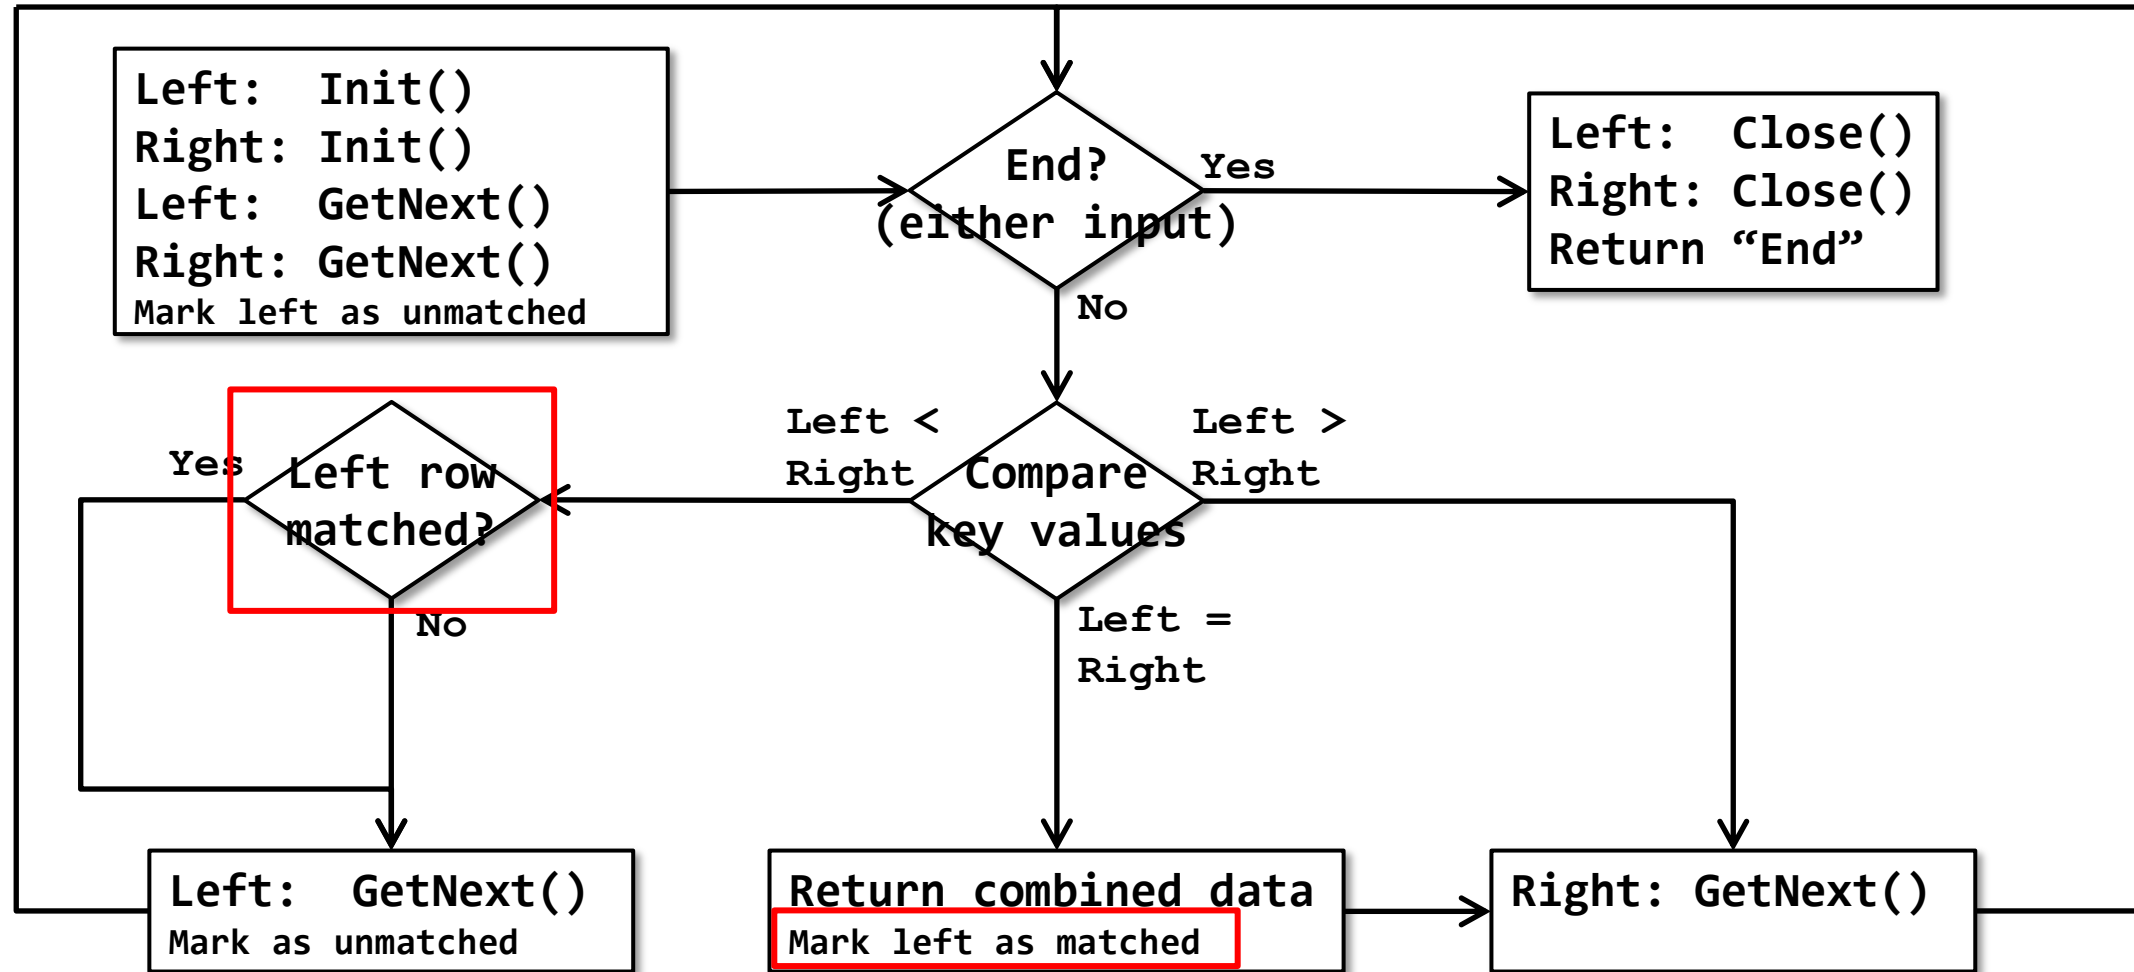 Left:  Init()
Right: Init()
Left:  GetNext()
Right: GetNext()
Mark left as unmatched
End?
(either input)
Yes
Left:  Close()
Right: Close()
Return “End”
No
Left <
Right
Compare
key values
Left >
Right
Yes
Left row
matched?
No
Left =
Right
Left:  GetNext()
Mark as unmatched
Return combined data
Mark left as matched
Right: GetNext()